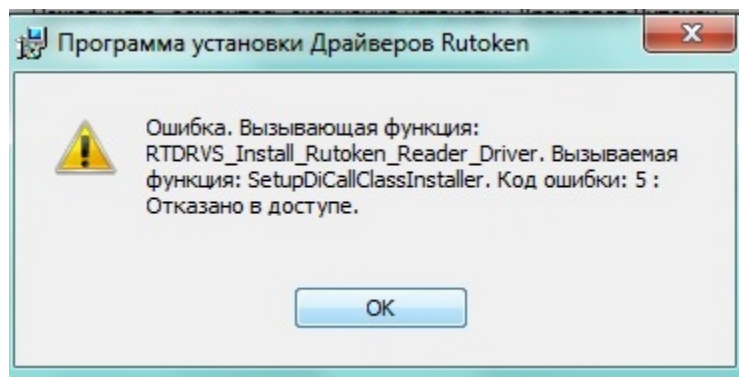 Программа установки Драйверов Rutoken
Ошибка. Вызывающая функция:
RTDRVS_Install_Rutoken_Reader_Driver. Вызываемая
функция: SetupDiCallClassInstaller. Код ошибки: 5 :
Отказано в доступе.
OK